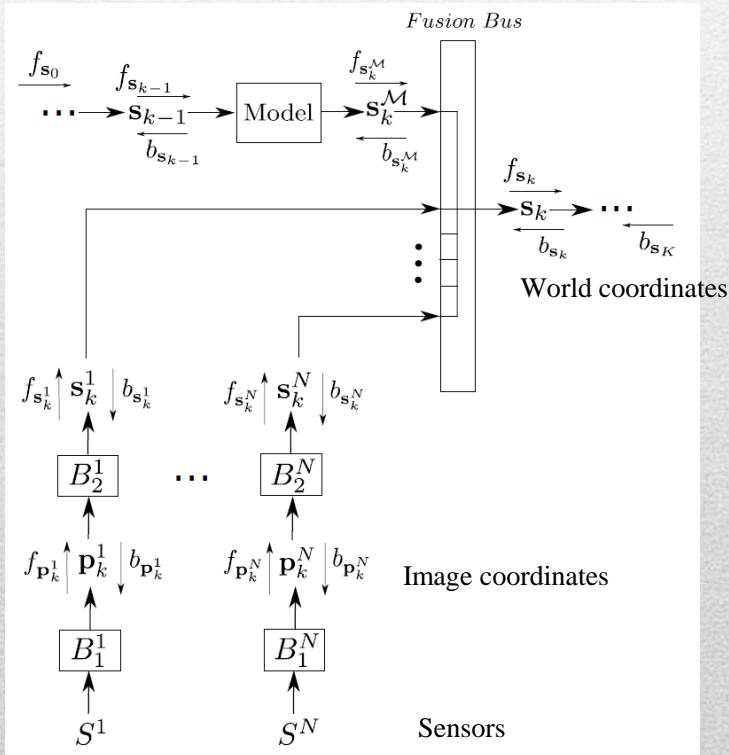 Fusion Bus
f_{s_0}
f_{s_{k-1}}
f_{s_k^M}
··· s_{k-1} Model s_k^M
b_{s_{k-1}}
b_{s_k^M}
f_{s_k}
s_k ···
b_{s_k} b_{s_K}
World coordinates
f_{s_k^1} s_k^1 b_{s_k^1} f_{s_k^N} s_k^N b_{s_k^N}
B_2^1 ··· B_2^N
f_{p_k^1} p_k^1 b_{p_k^1} f_{p_k^N} p_k^N b_{p_k^N} Image coordinates
B_1^1 B_1^N
S^1 S^N Sensors